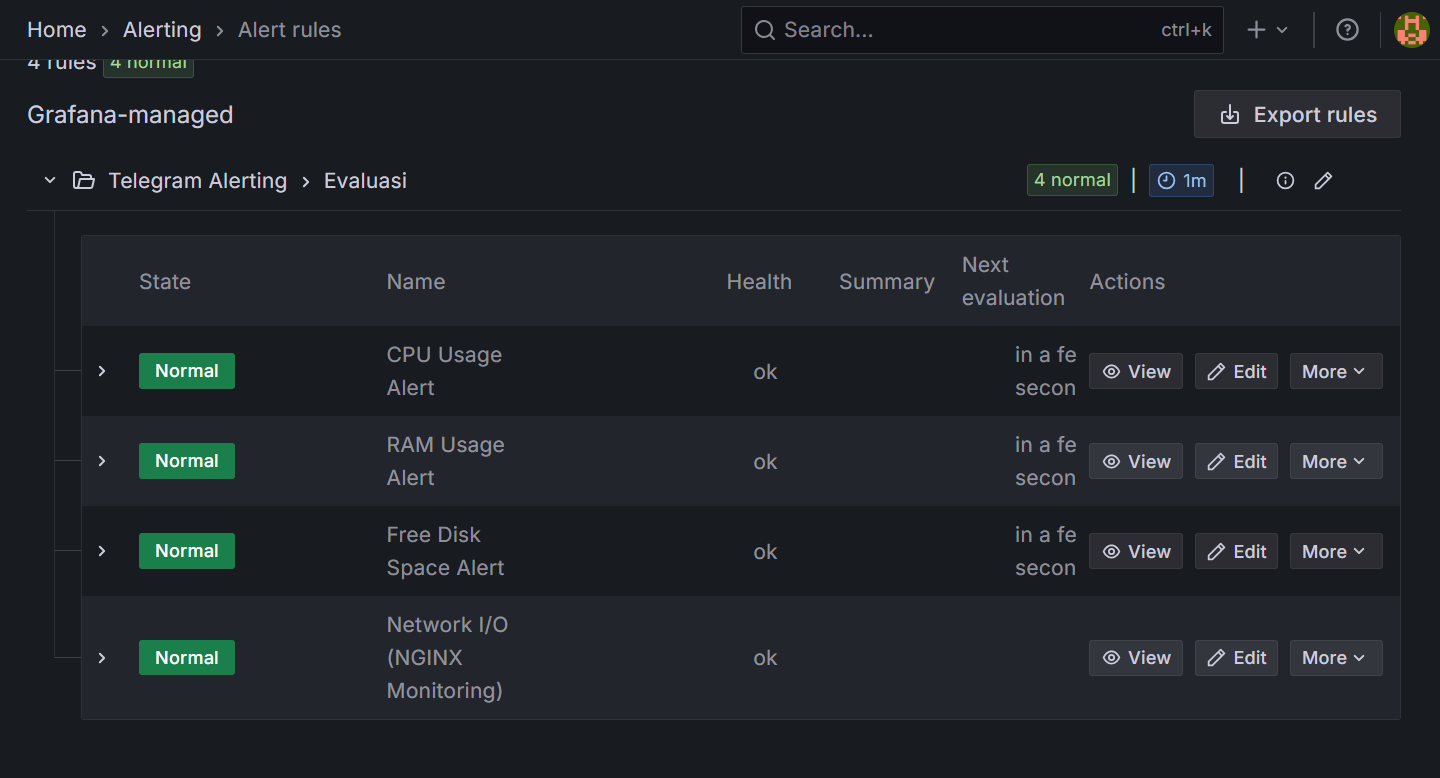 Home > Alerting > Alert rules
Search...
ctrl+k
4 rules 4 normal
Grafana-managed
Export rules
Telegram Alerting > Evaluasi
4 normal | 1m |
State
Name
Health
Summary
Next
evaluation
Actions
Normal
CPU Usage
Alert
ok
in a fe
secon
View
Edit
More
Normal
RAM Usage
Alert
ok
in a fe
secon
View
Edit
More
Normal
Free Disk
Space Alert
ok
in a fe
secon
View
Edit
More
Normal
Network I/O
(NGINX
Monitoring)
ok
View
Edit
More